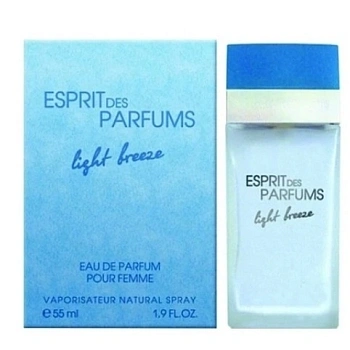 ESPRIT DES
PARFUMS
light breeze
EAU DE PARFUM
POUR FEMME
VAPORISATEUR NATURAL SPRAY
℮ 55 ml 1.9 FL.OZ.
ESPRIT DES
PARFUMS
light breeze